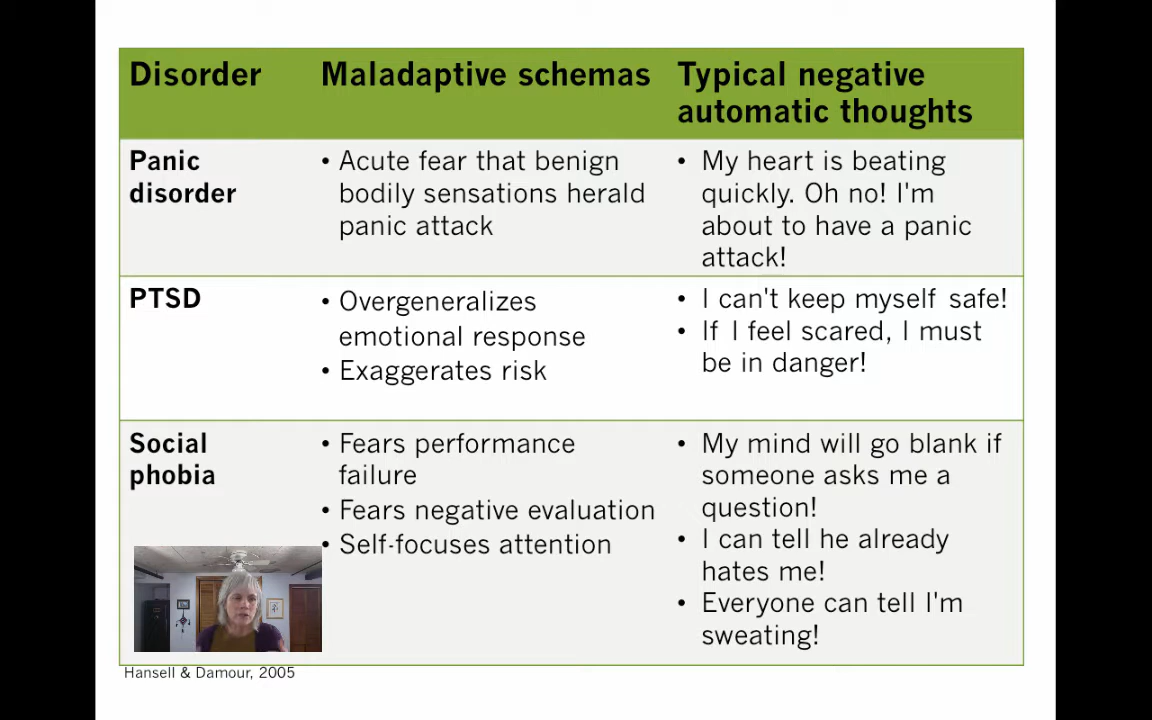 Disorder
Maladaptive schemas
Typical negative
automatic thoughts
Panic
disorder
• Acute fear that benign
bodily sensations herald
panic attack
• My heart is beating
quickly. Oh no! I'm
about to have a panic
attack!
PTSD
• Overgeneralizes
emotional response
• Exaggerates risk
• I can't keep myself safe!
• If I feel scared, I must
be in danger!
Social
phobia
• Fears performance
failure
• Fears negative evaluation
• Self-focuses attention
• My mind will go blank if
someone asks me a
question!
• I can tell he already
hates me!
• Everyone can tell I'm
sweating!
Hansell & Damour, 2005